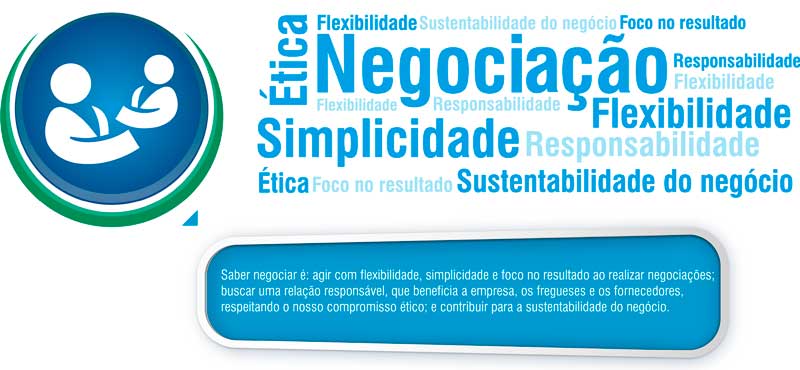 Ética
Flexibilidade Sustentabilidade do negócio Foco no resultado
Negociação Responsabilidade
Flexibilidade
Flexibilidade Responsabilidade Flexibilidade
Simplicidade Responsabilidade
Ética Foco no resultado Sustentabilidade do negócio
Saber negociar é: agir com flexibilidade, simplicidade e foco no resultado ao realizar negociações;
buscar uma relação responsável, que beneficia a empresa, os fregueses e os fornecedores,
respeitando o nosso compromisso ético; e contribuir para a sustentabilidade do negócio.